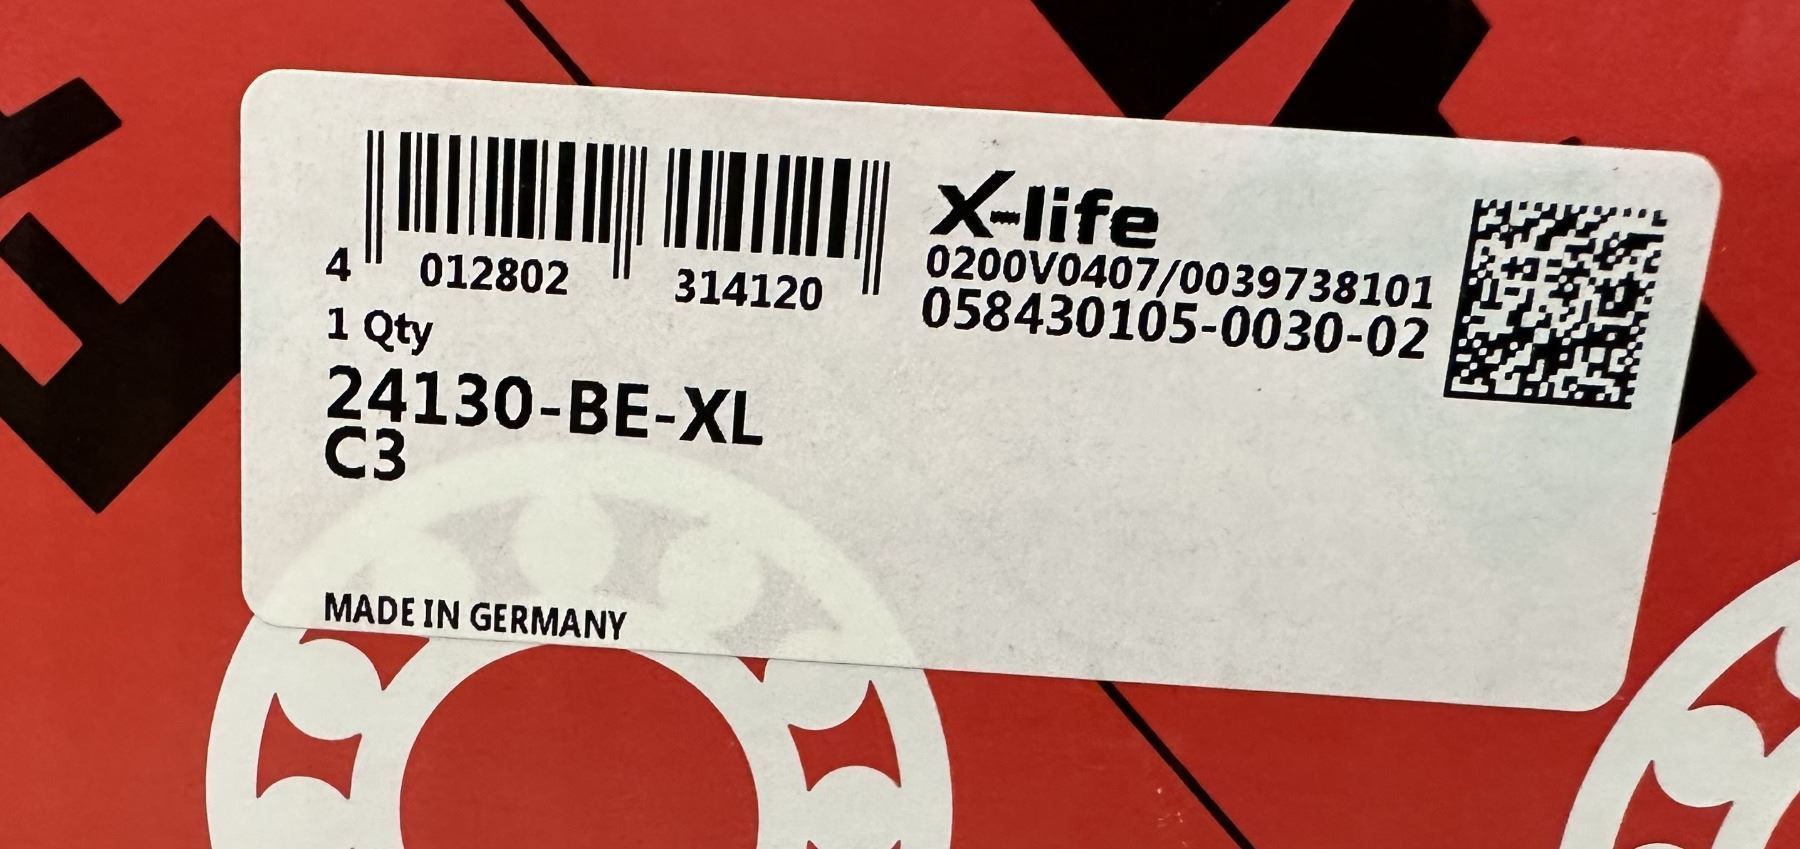 4 012802 314120
1 Qty
24130-BE-XL
C3
MADE IN GERMANY
X-life
0200V0407/0039738101
058430105-0030-02